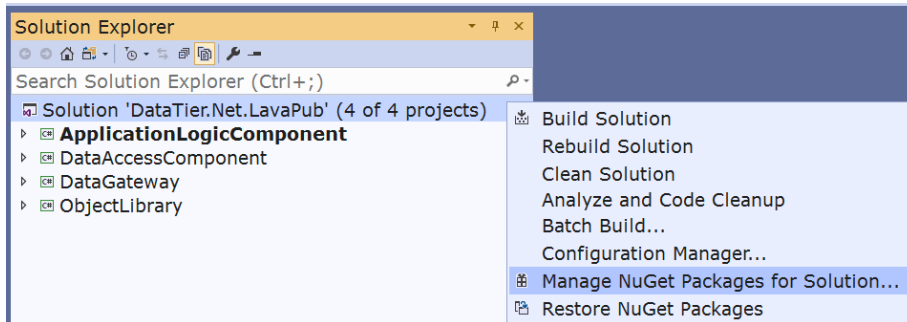 Solution Explorer
Search Solution Explorer (Ctrl+;)
Solution 'DataTier.Net.LavaPub' (4 of 4 projects)
C# ApplicationLogicComponent
C# DataAccessComponent
C# DataGateway
C# ObjectLibrary
Build Solution
Rebuild Solution
Clean Solution
Analyze and Code Cleanup
Batch Build...
Configuration Manager...
Manage NuGet Packages for Solution...
Restore NuGet Packages